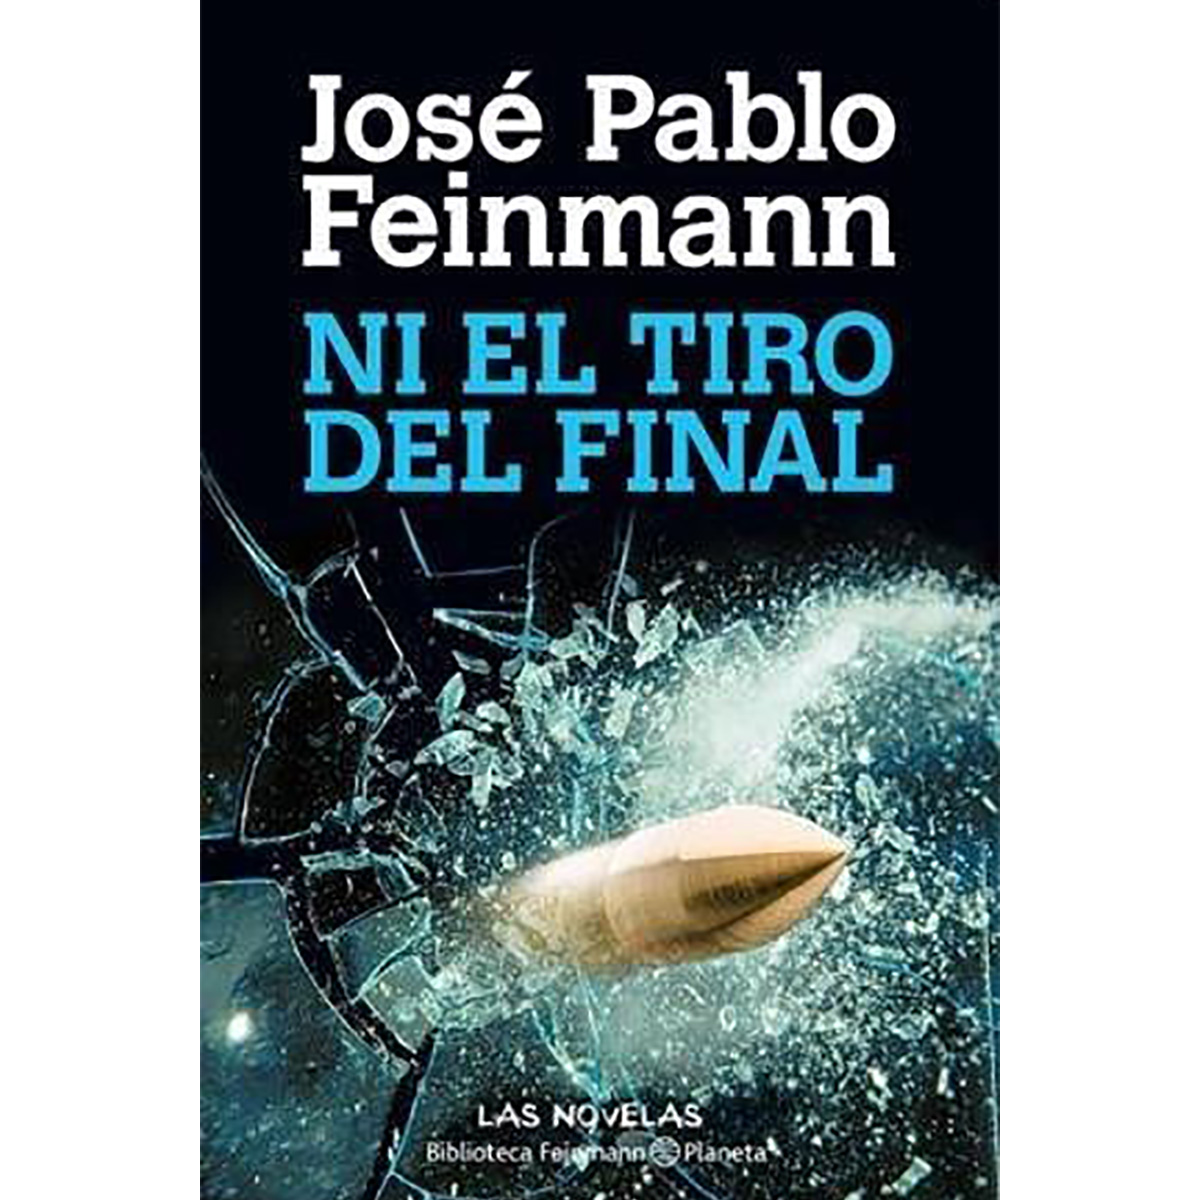 José Pablo
Feinmann
NI EL TIRO
DEL FINAL
LAS NOVELAS
Biblioteca Feinmann Planeta